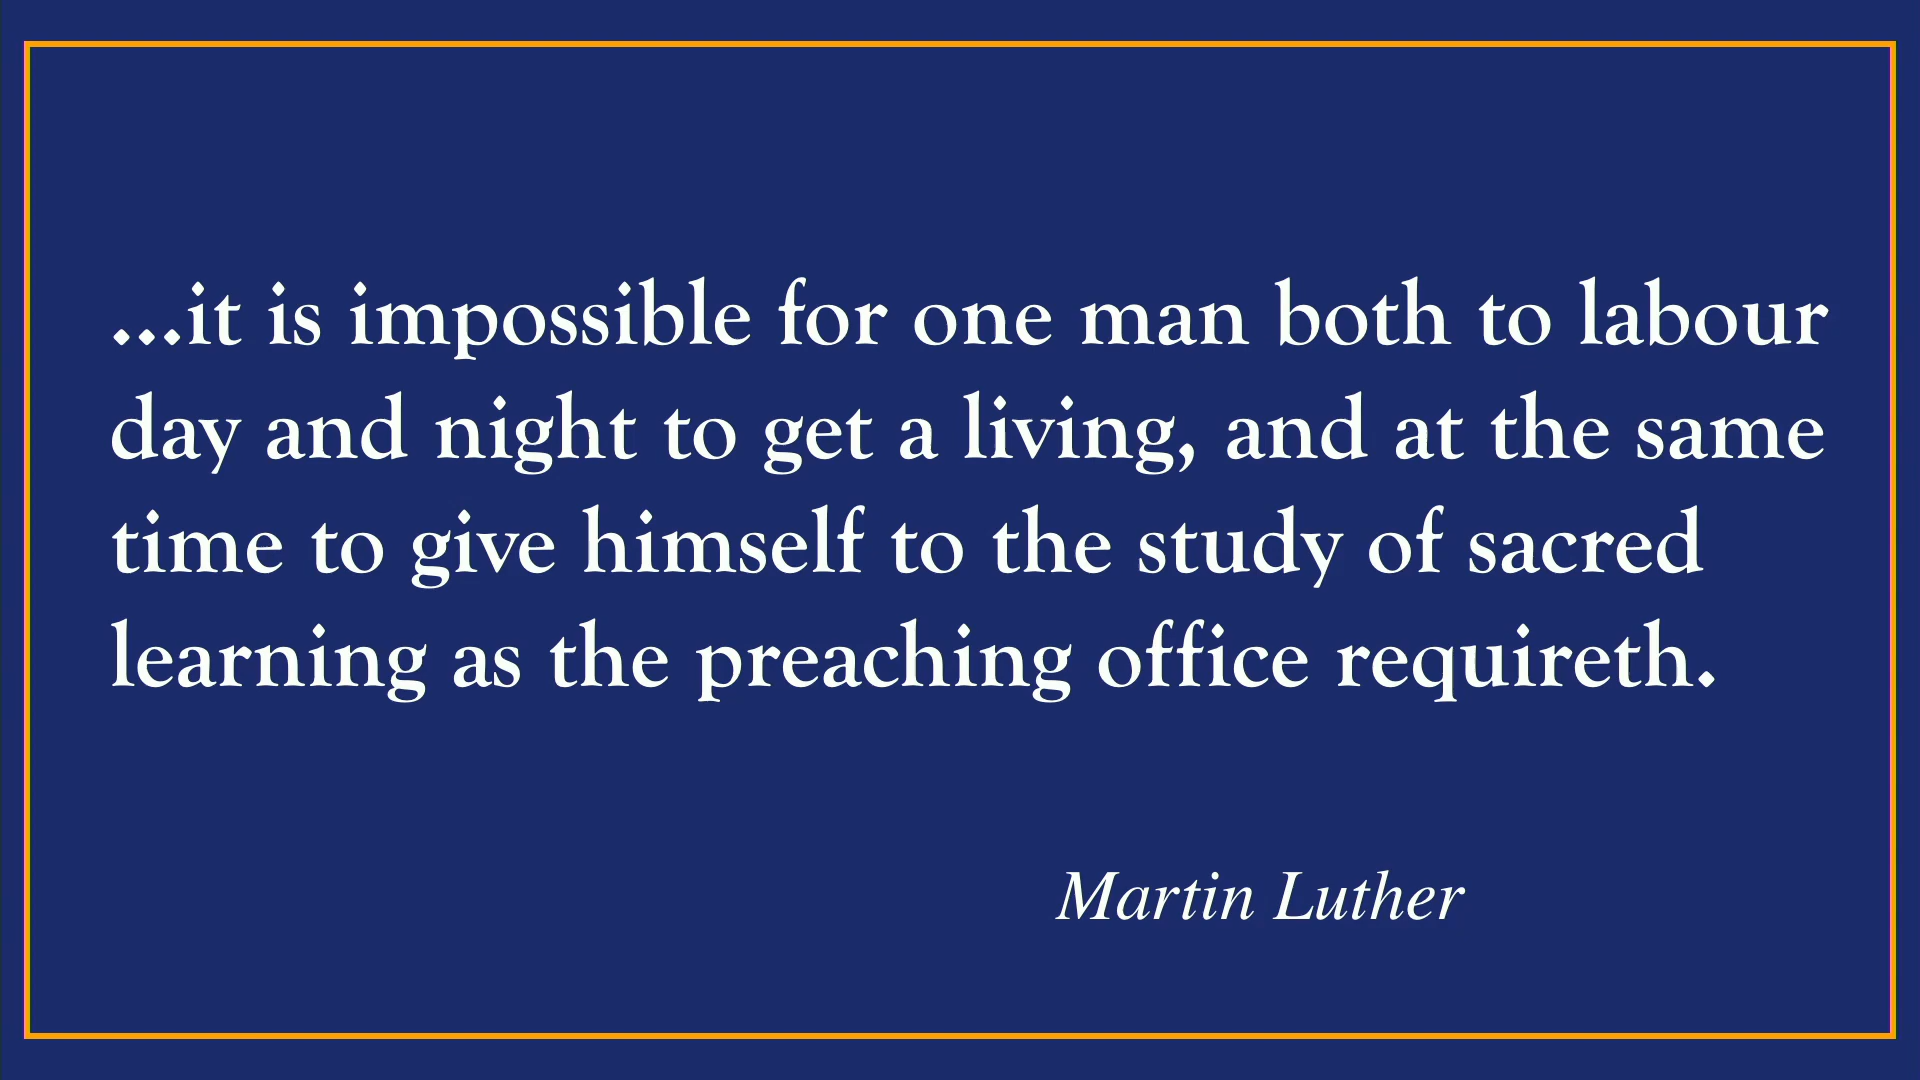 ...it is impossible for one man both to labour
day and night to get a living, and at the same
time to give himself to the study of sacred
learning as the preaching office requireth.
Martin Luther